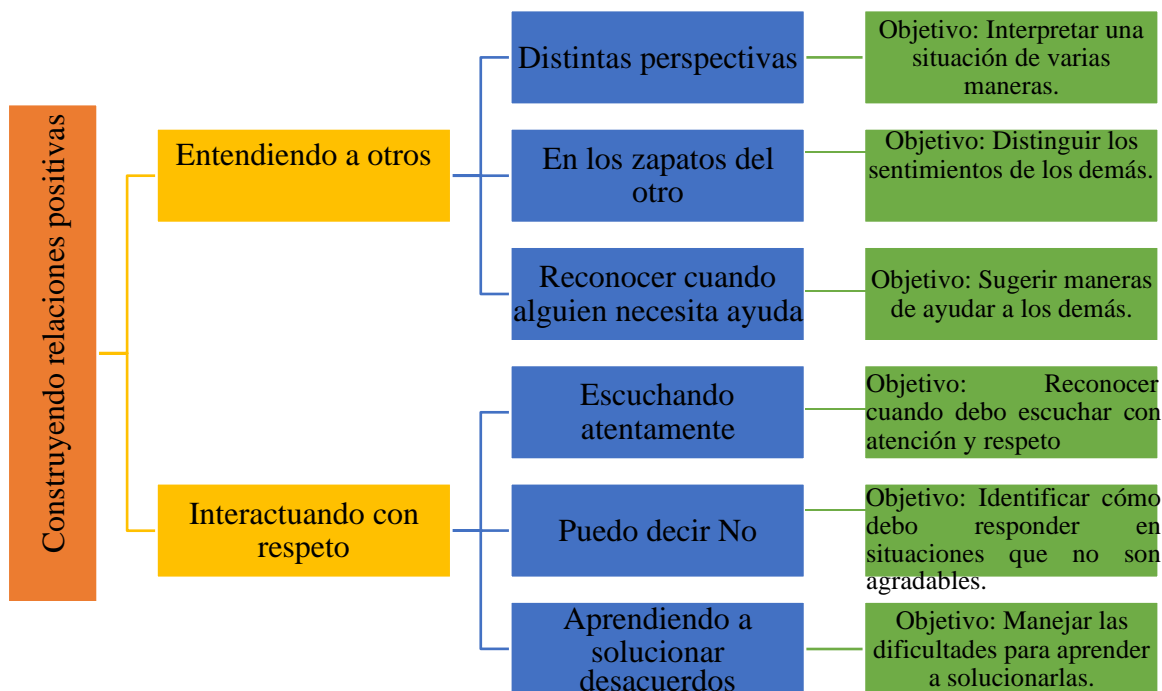 Construyendo relaciones positivas
Entendiendo a otros
Distintas perspectivas
Objetivo: Interpretar una
situación de varias
maneras.
En los zapatos del
otro
Objetivo: Distinguir los
sentimientos de los demás.
Reconocer cuando
alguien necesita ayuda
Objetivo: Sugerir maneras
de ayudar a los demás.
Interactuando con
respeto
Escuchando
atentamente
Objetivo: Reconocer
cuando debo escuchar con
atención y respeto
Puedo decir No
Objetivo: Identificar cómo
debo responder en
situaciones que no son
agradables.
Aprendiendo a
solucionar
desacuerdos
Objetivo: Manejar las
dificultades para aprender
a solucionarlas.